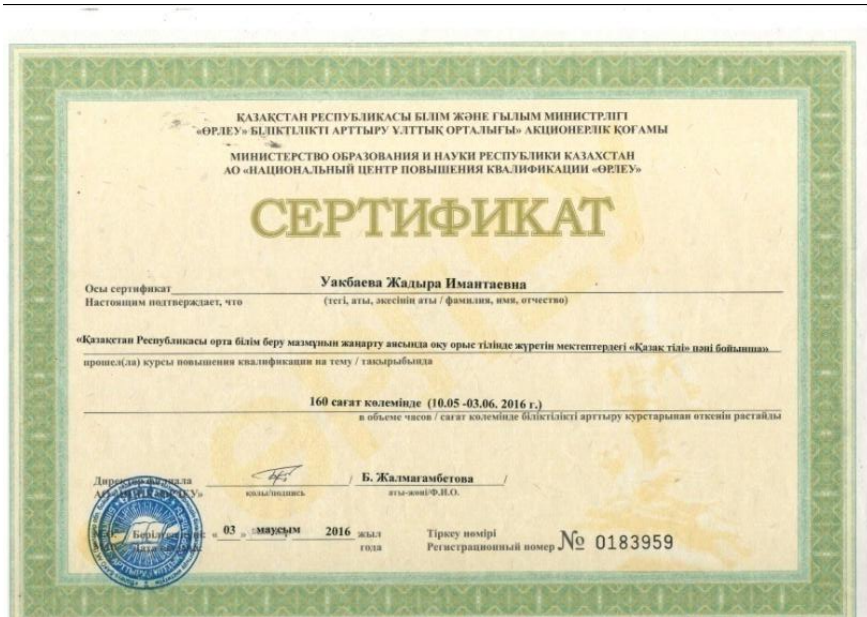 ҚАЗАҚСТАН РЕСПУБЛИКАСЫ БІЛІМ ЖӘНЕ ҒЫЛЫМ МИНИСТРЛІГІ
«ӨРЛЕУ» БІЛІКТІЛІКТІ АРТТЫРУ ҰЛТТЫҚ ОРТАЛЫҒЫ» АКЦИОНЕРЛІК ҚОҒАМЫ
МИНИСТЕРСТВО ОБРАЗОВАНИЯ И НАУКИ РЕСПУБЛИКИ КАЗАХСТАН
АО «НАЦИОНАЛЬНЫЙ ЦЕНТР ПОВЫШЕНИЯ КВАЛИФИКАЦИИ «ӨРЛЕУ»
СЕРТИФИКАТ
Осы сертификат Уакбаева Жадыра Имантаевна
Настоящим подтверждает, что (тегі, аты, әкесінің аты / фамилия, имя, отчество)
«Қазақстан Республикасы орта білім беру мазмұнын жаңарту аясында оқу орыс тілінде жүретін мектептердегі «Қазақ тілі» пәні бойынша»
прошел(ла) курсы повышения квалификации на тему / тақырыбында
160 сағат көлемінде (10.05 -03.06. 2016 г.)
в объеме часов / сағат көлемінде біліктілікті арттыру курстарынан өткенін растайды
Директор филиала / Б. Жалмагамбетова /
қолы/подпись аты-жөні/Ф.И.О.
« 03 » маусым 2016 жыл Тіркеу нөмірі
года Регистрационный номер № 0183959